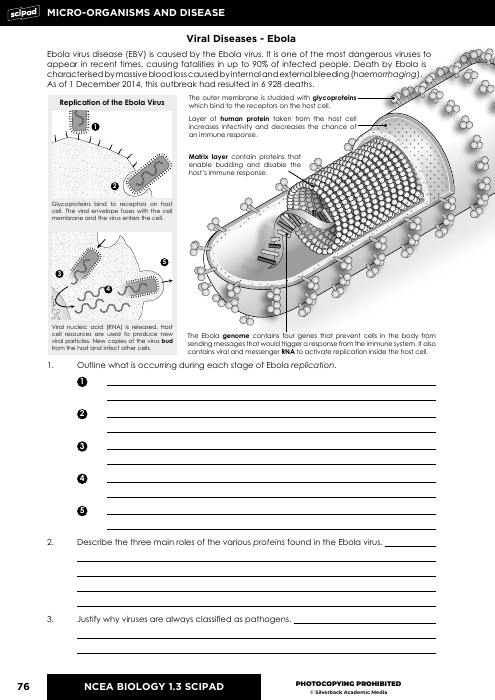 scipad MICRO-ORGANISMS AND DISEASE
Viral Diseases - Ebola
Ebola virus disease (EBV) is caused by the Ebola virus. It is one of the most dangerous viruses to
appear in recent times, causing fatalities in up to 90% of infected people. Death by Ebola is
characterised by massive blood loss caused by internal and external bleeding (haemorrhaging).
As of 1 December 2014, this outbreak had resulted in 6 928 deaths.
Replication of the Ebola Virus
1
2
Glycoproteins bind to receptors on host
cell. The viral envelope fuses with the cell
membrane and the virus enters the cell.
3
4
5
Viral nucleic acid (RNA) is released. Host
cell resources are used to produce new
viral particles. New copies of the virus bud
from the host and infect other cells.
The outer membrane is studded with glycoproteins
which bind to the receptors on the host cell.
Layer of human protein taken from the host cell
increases infectivity and decreases the chance of
an immune response.
Matrix layer contain proteins that
enable budding and disable the
host's immune response.
The Ebola genome contains four genes that prevent cells in the body from
sending messages that would trigger a response from the immune system. It also
contains viral and messenger RNA to activate replication inside the host cell.
1. Outline what is occurring during each stage of Ebola replication.
1
2
3
4
5
2. Describe the three main roles of the various proteins found in the Ebola virus.
3. Justify why viruses are always classified as pathogens.
76 NCEA BIOLOGY 1.3 SCIPAD
PHOTOCOPYING PROHIBITED
© Silverback Academic Media